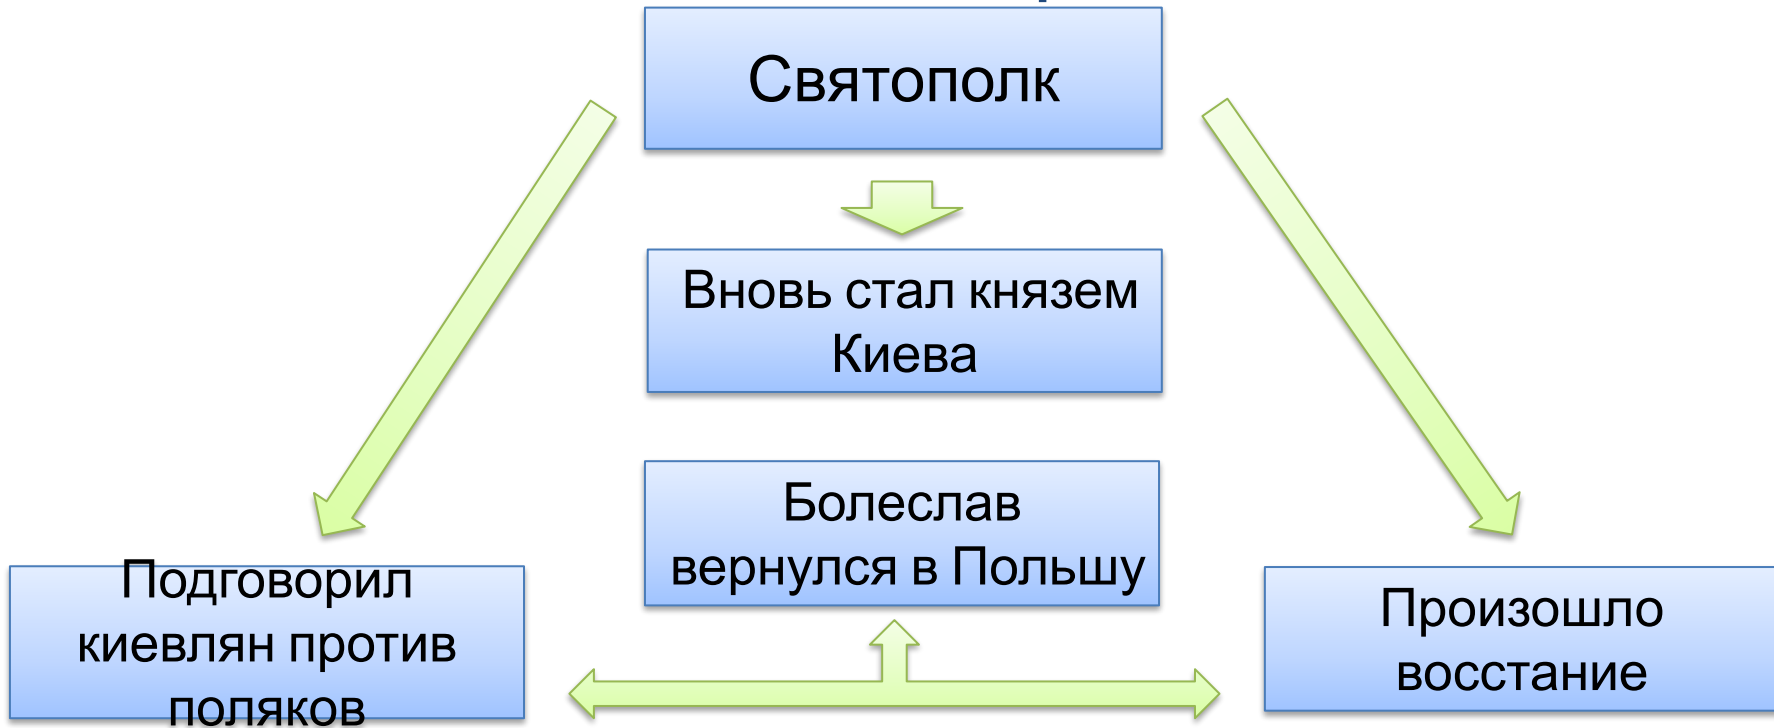 Святополк
Вновь стал князем
Киева
Болеслав
вернулся в Польшу
Подговорил
киевлян против
поляков
Произошло
восстание